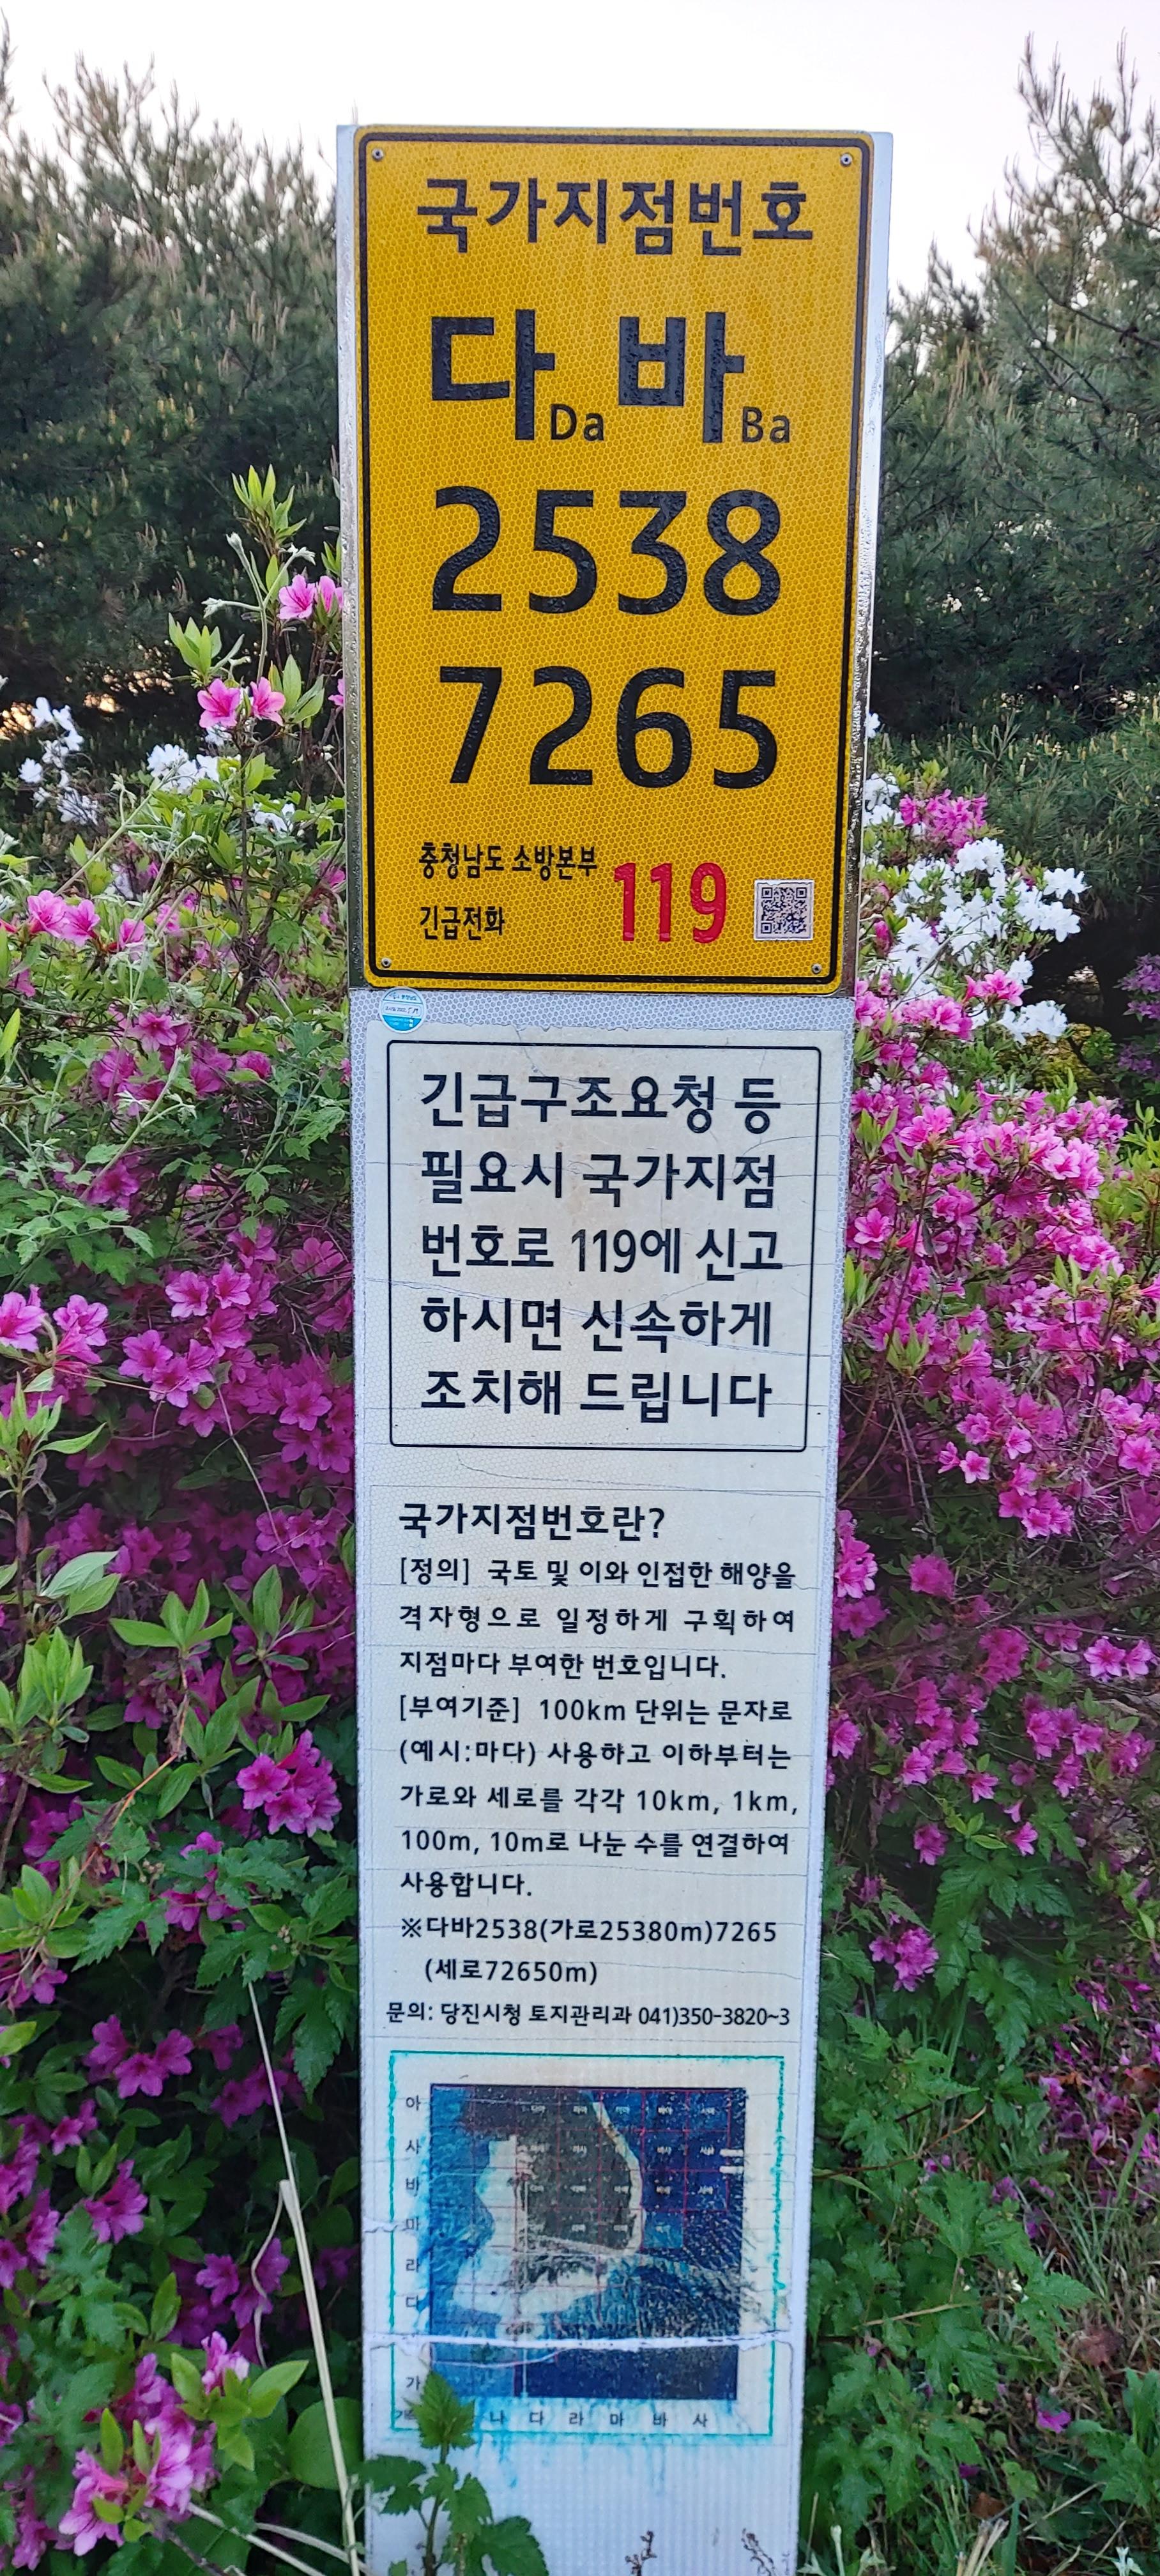 국가지점번호
다Da바Ba
2538
7265
충청남도 소방본부
긴급전화 119
긴급구조요청 등
필요시 국가지점
번호로 119에 신고
하시면 신속하게
조치해 드립니다
국가지점번호란?
[정의] 국토 및 이와 인접한 해양을
격자형으로 일정하게 구획하여
지점마다 부여한 번호입니다.
[부여기준] 100km 단위는 문자로
(예시:마다) 사용하고 이하부터는
가로와 세로를 각각 10km, 1km,
100m, 10m로 나눈 수를 연결하여
사용합니다.
※다바2538(가로25380m)7265
(세로72650m)
문의: 당진시청 토지관리과 041)350-3820~3
아
사
바
마
라
다
가
나 다 라 마 바 사